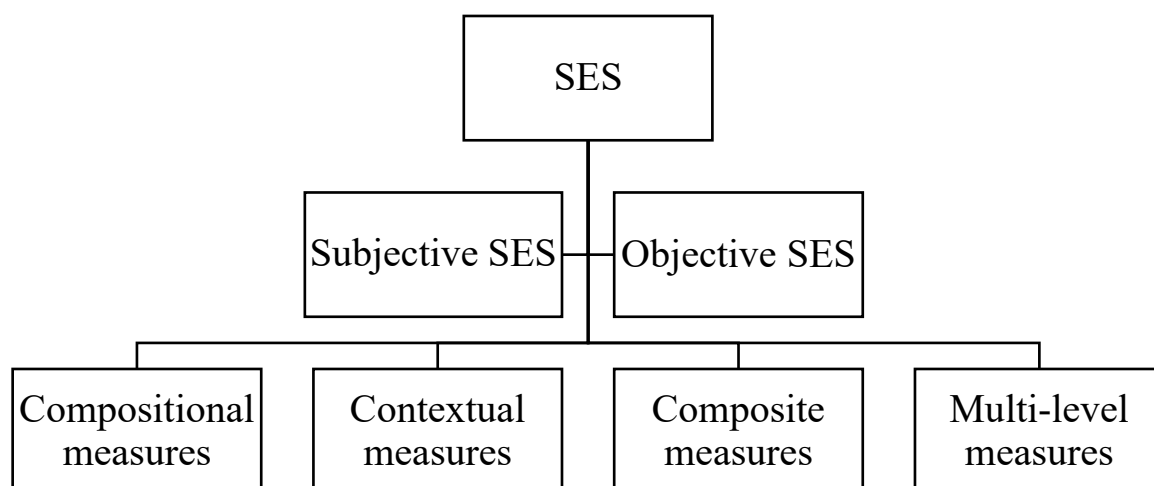 SES
Subjective SES
Objective SES
Compositional
measures
Contextual
measures
Composite
measures
Multi-level
measures